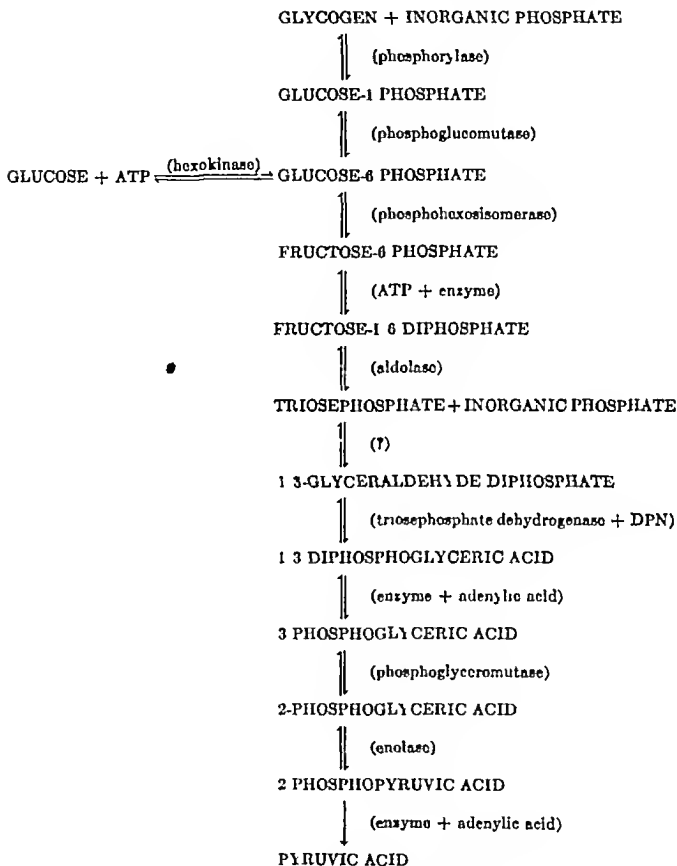 GLYCOGEN + INORGANIC PHOSPHATE
(phosphorylase)
GLUCOSE-1 PHOSPHATE
(phosphoglucomutase)
GLUCOSE + ATP (hexokinase) GLUCOSE-6 PHOSPHATE
(phosphohexosisomerase)
FRUCTOSE-6 PHOSPHATE
(ATP + enzyme)
FRUCTOSE-1 6 DIPHOSPHATE
(aldolase)
TRIOSEPHOSPHATE + INORGANIC PHOSPHATE
(?)
1 3-GLYCERALDEHYDE DIPHOSPHATE
(triosephosphate dehydrogenase + DPN)
1 3 DIPHOSPHOGLYCERIC ACID
(enzyme + adenylic acid)
3 PHOSPHOGLYCERIC ACID
(phosphoglyceromutase)
2-PHOSPHOGLYCERIC ACID
(enolase)
2 PHOSPHOPYRUVIC ACID
(enzyme + adenylic acid)
PYRUVIC ACID